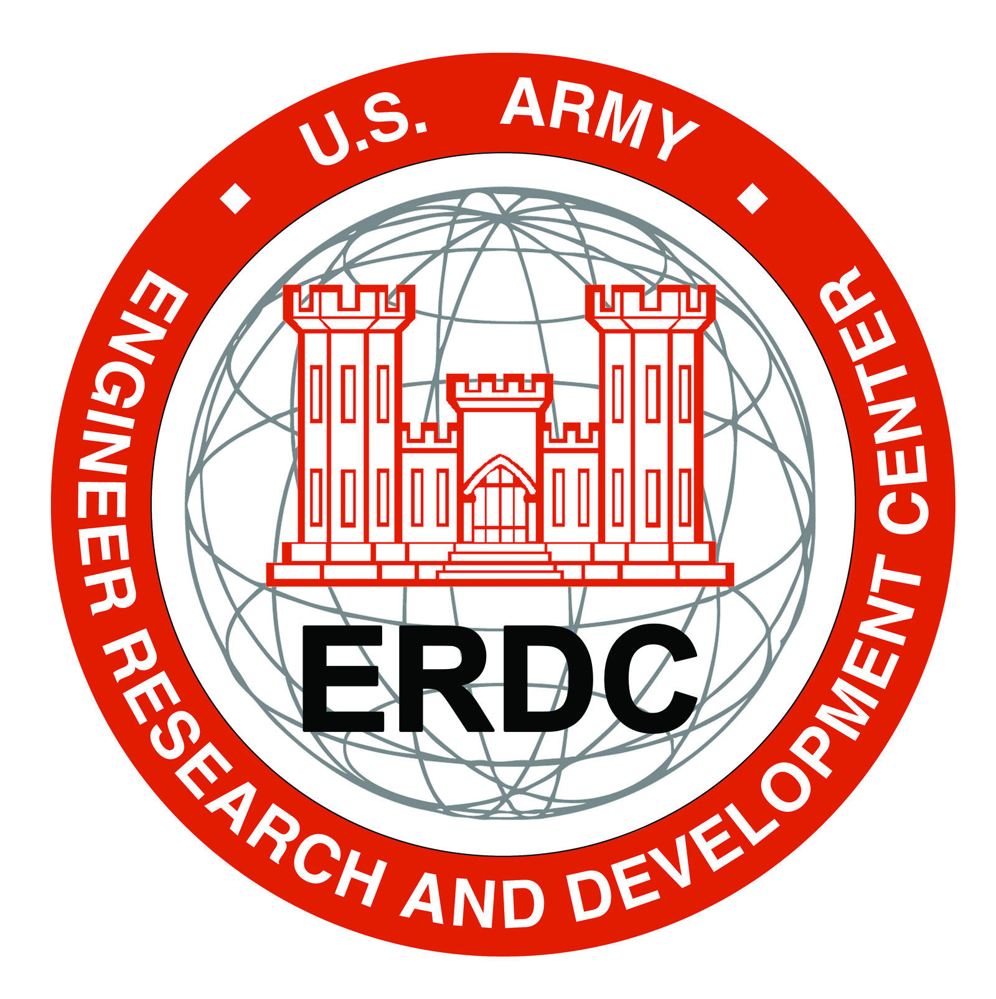 U.S. ARMY
ENGINEER RESEARCH AND DEVELOPMENT CENTER
ERDC